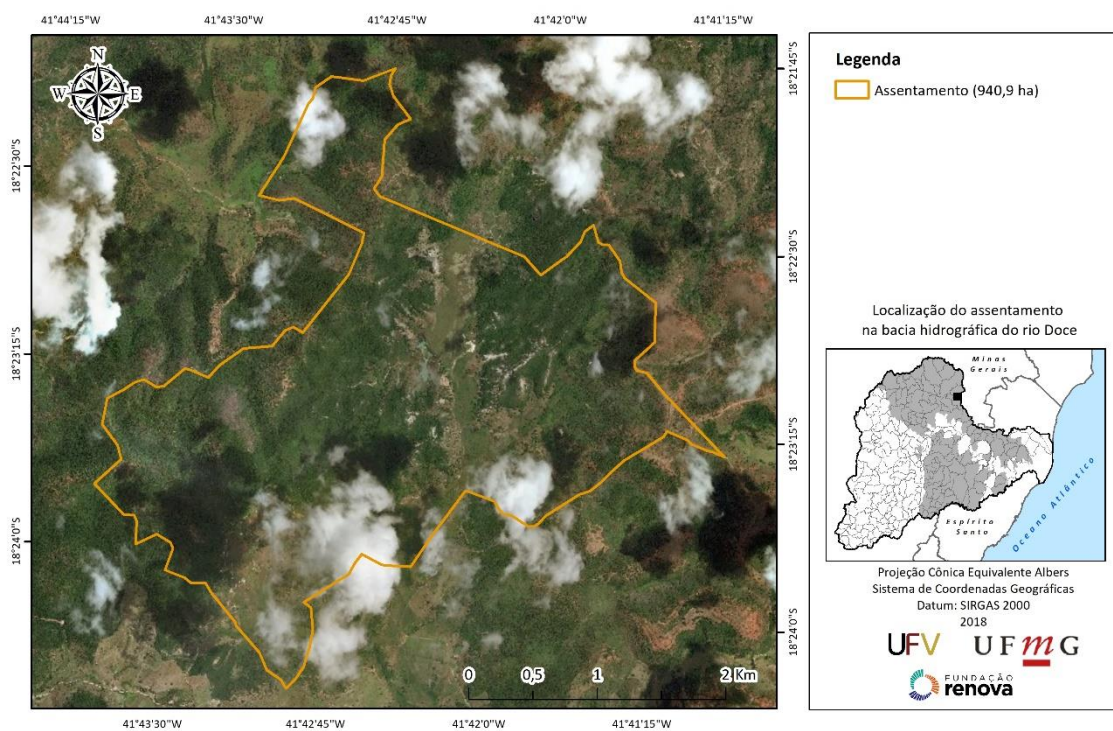 41°44'15"W 41°43'30"W 41°42'45"W 41°42'0"W 41°41'15"W
N
W E
S
18°21'45"S
18°22'30"S
18°22'30"S
18°23'15"S
18°23'15"S
18°24'0"S
18°24'0"S
0 0,5 1 2 Km
41°43'30"W 41°42'45"W 41°42'0"W 41°41'15"W
Legenda
Assentamento (940,9 ha)
Localização do assentamento
na bacia hidrográfica do rio Doce
Minas
Gerais
Espírito
Santo
Oceano Atlântico
Projeção Cônica Equivalente Albers
Sistema de Coordenadas Geográficas
Datum: SIRGAS 2000
2018
UFV UFmG
FUNDAÇÃO
renova